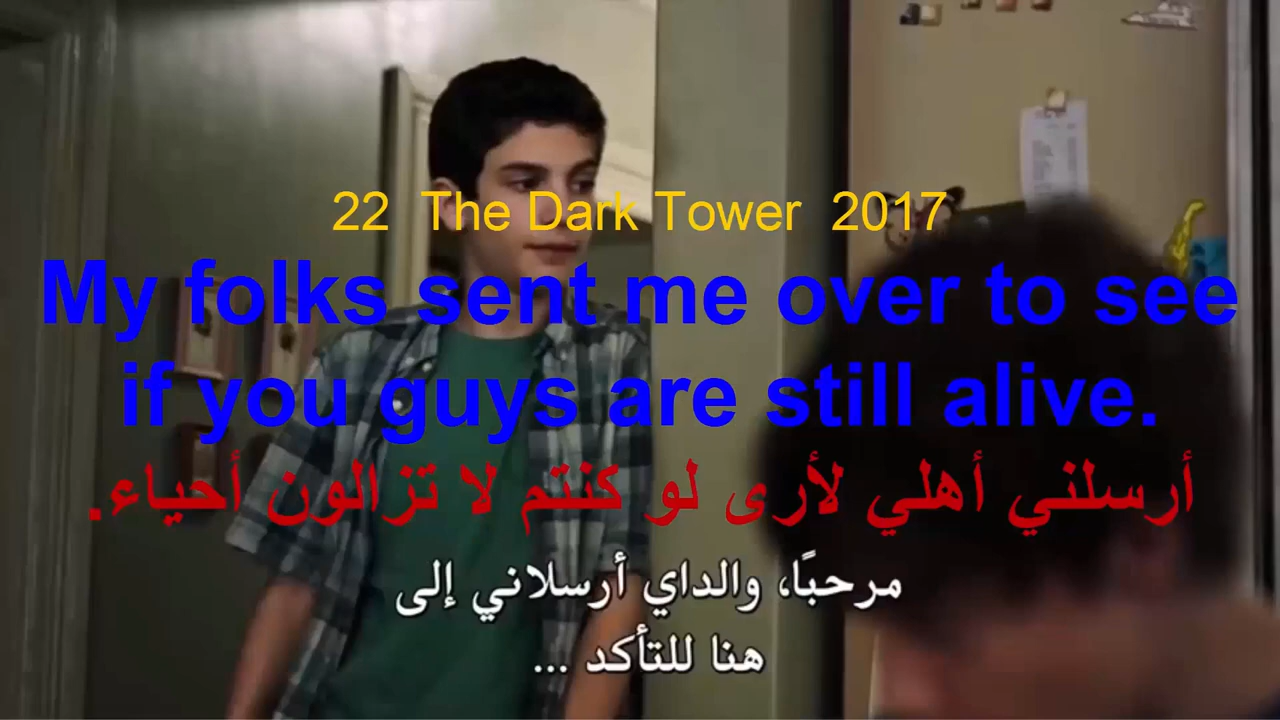 22  The Dark Tower  2017
My folks sent me over to see
if you guys are still alive.
أرسلني أهلي لأرى لو كنتم لا تزالون أحياء.
مرحبًا، والداي أرسلاني إلى
هنا للتأكد ...